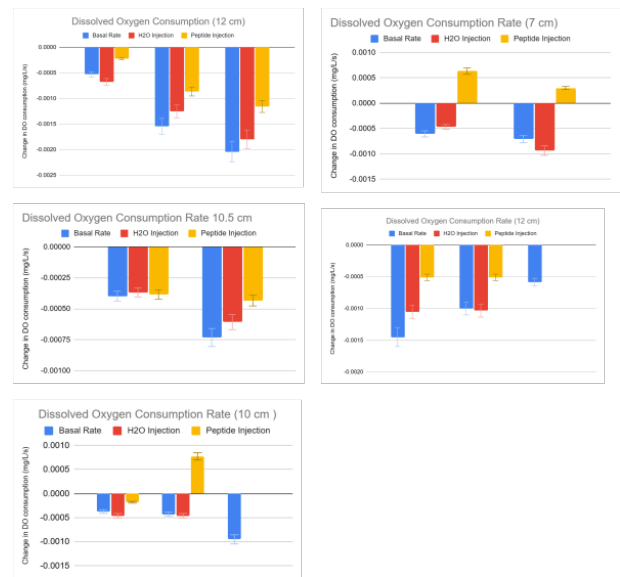 Dissolved Oxygen Consumption (12 cm)
Basal Rate H2O Injection Peptide Injection
Change in DO consumption (mg/L/s)
0.0000
-0.0005
-0.0010
-0.0015
-0.0020
-0.0025
Dissolved Oxygen Consumption Rate (7 cm)
Basal Rate H2O Injection Peptide Injection
Change in DO consumption (mg/L/s)
0.0010
0.0005
0.0000
-0.0005
-0.0010
-0.0015
Dissolved Oxygen Consumption Rate 10.5 cm
Basal Rate H2O Injection Peptide Injection
Change in DO consumption (mg/L/s)
0.00000
-0.00025
-0.00050
-0.00075
-0.00100
Dissolved Oxygen Consumption Rate (12 cm)
Basal Rate H2O Injection Peptide Injection
Change in DO consumption (mg/L/s)
0.0000
-0.0005
-0.0010
-0.0015
-0.0020
Dissolved Oxygen Consumption Rate (10 cm )
Basal Rate H2O Injection Peptide Injection
Change in DO consumption (mg/L/s)
0.0010
0.0005
0.0000
-0.0005
-0.0010
-0.0015